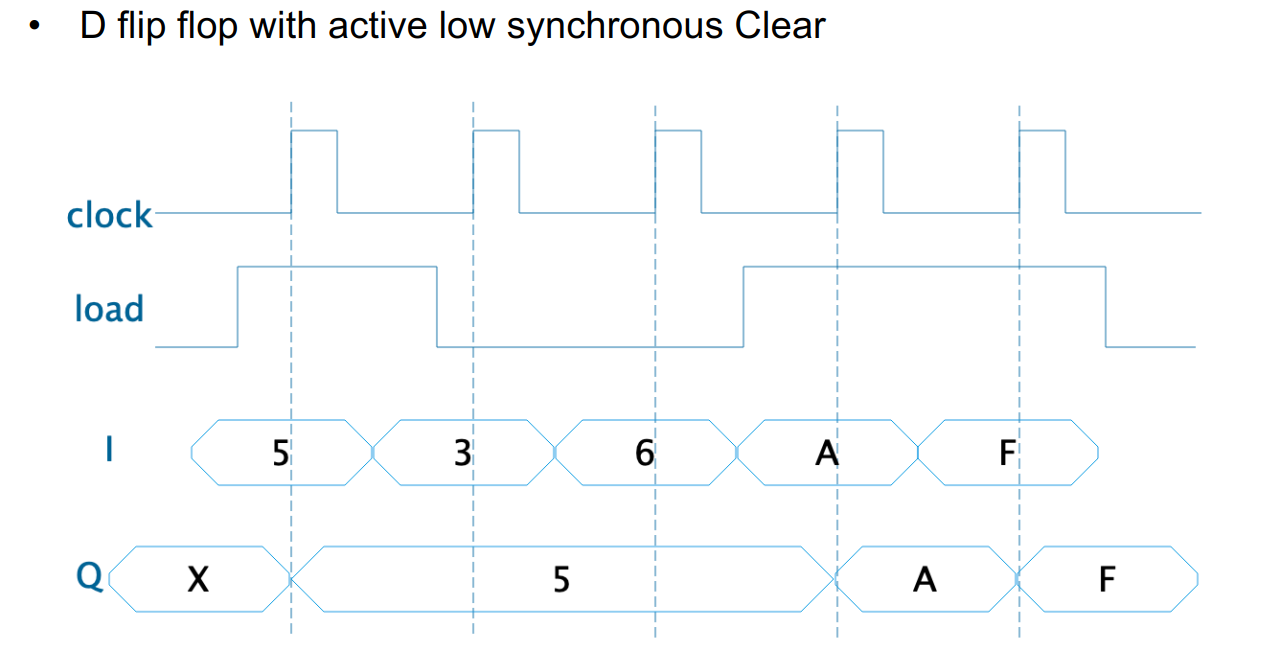 • D flip flop with active low synchronous Clear
clock
load
I 5 3 6 A F
Q X 5 A F